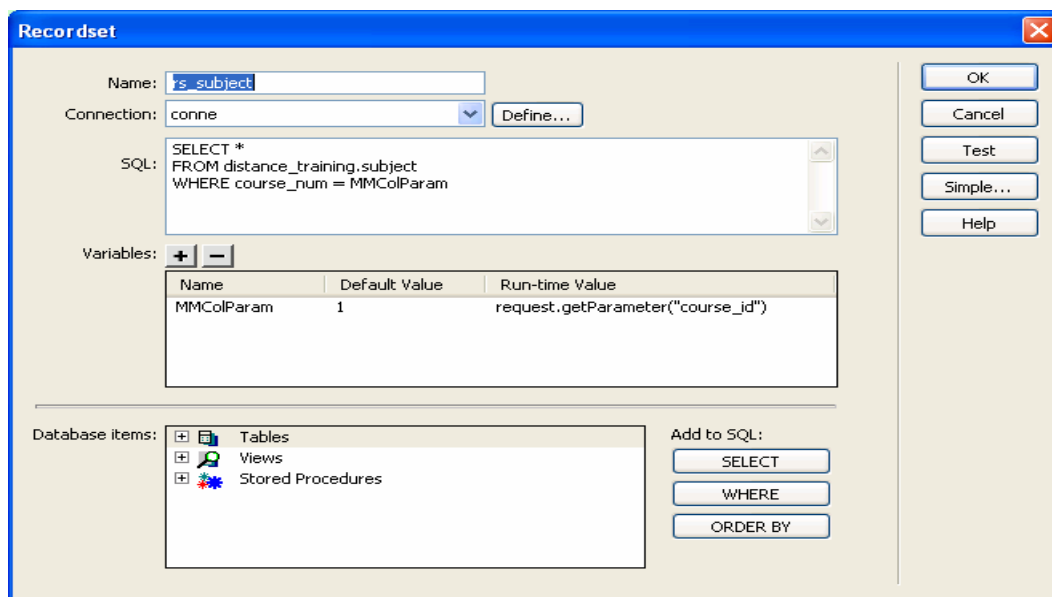 Recordset
Name: rs_subject
Connection: conne Define...
SQL: SELECT *
FROM distance_training.subject
WHERE course_num = MMColParam
Variables: + −
Name Default Value Run-time Value
MMColParam 1 request.getParameter("course_id")
Database items: Tables
Views
Stored Procedures
Add to SQL:
SELECT
WHERE
ORDER BY
OK
Cancel
Test
Simple...
Help